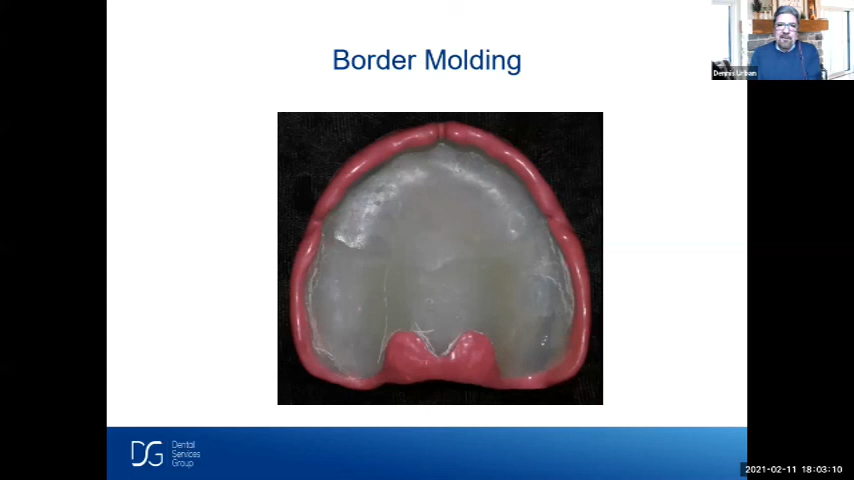 Border Molding
Dennis Urban
DG
Dental
Services
Group
2021-02-11 18:03:10